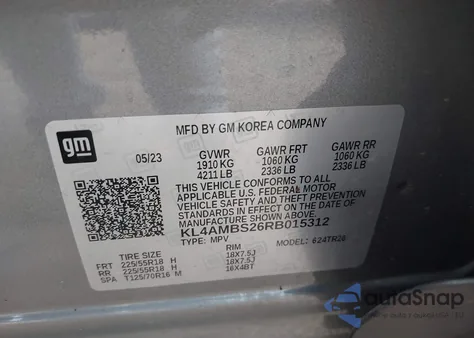 gm
MFD BY GM KOREA COMPANY
05/23 GVWR GAWR FRT GAWR RR
1910 KG 1060 KG 1060 KG
4211 LB 2336 LB 2336 LB
THIS VEHICLE CONFORMS TO ALL
APPLICABLE U.S. FEDERAL MOTOR
VEHICLE SAFETY AND THEFT PREVENTION
STANDARDS IN EFFECT ON THE DATE OF
MANUFACTURE SHOWN ABOVE.
KL4AMBS26RB015312
TYPE: MPV MODEL: 624TR26
TIRE SIZE RIM
FRT 225/55R18 H 18X7.5J
RR 225/55R18 H 18X7.5J
SPA T125/70R16 M 16X4BT
AutoSnap